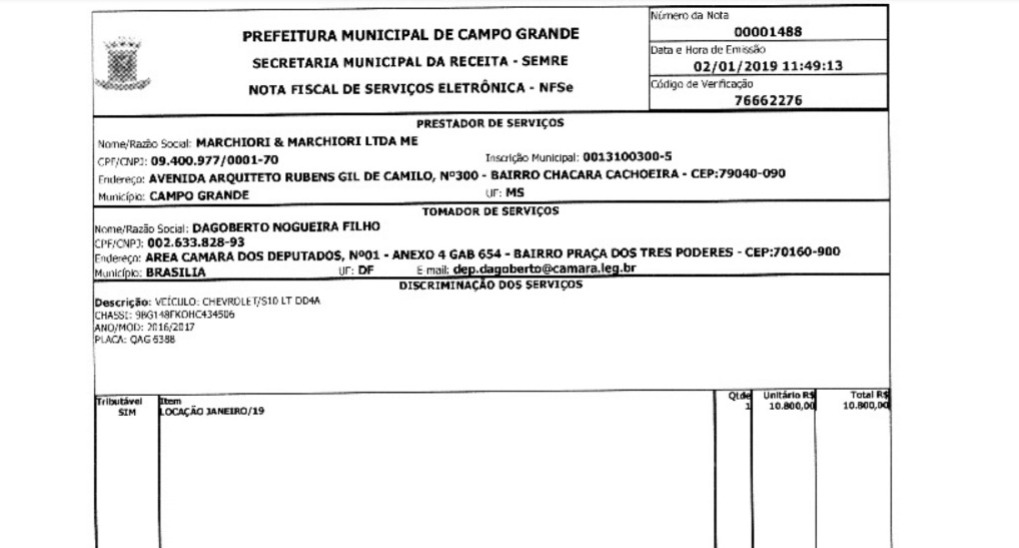 PREFEITURA MUNICIPAL DE CAMPO GRANDE
SECRETARIA MUNICIPAL DA RECEITA - SEMRE
NOTA FISCAL DE SERVIÇOS ELETRÔNICA - NFSe
Número da Nota
00001488
Data e Hora de Emissão
02/01/2019 11:49:13
Código de Verificação
76662276
PRESTADOR DE SERVIÇOS
Nome/Razão Social: MARCHIORI & MARCHIORI LTDA ME
CPF/CNPJ: 09.400.977/0001-70 Inscrição Municipal: 0013100300-5
Endereço: AVENIDA ARQUITETO RUBENS GIL DE CAMILO, Nº300 - BAIRRO CHACARA CACHOEIRA - CEP:79040-090
Município: CAMPO GRANDE UF: MS
TOMADOR DE SERVIÇOS
Nome/Razão Social: DAGOBERTO NOGUEIRA FILHO
CPF/CNPJ: 002.633.828-93
Endereço: AREA CAMARA DOS DEPUTADOS, Nº01 - ANEXO 4 GAB 654 - BAIRRO PRAÇA DOS TRES PODERES - CEP:70160-900
Município: BRASILIA UF: DF E mail: dep.dagoberto@camara.leg.br
DISCRIMINAÇÃO DOS SERVIÇOS
Descrição: VEÍCULO: CHEVROLET/S10 LT DD4A
CHASSI:
ANO/MOD: 2016/2017
PLACA: QAG 6388
Tributável Item Qtde Unitário R$ Total R$
SIM LOCAÇÃO JANEIRO/19 1 10.800,00 10.800,00